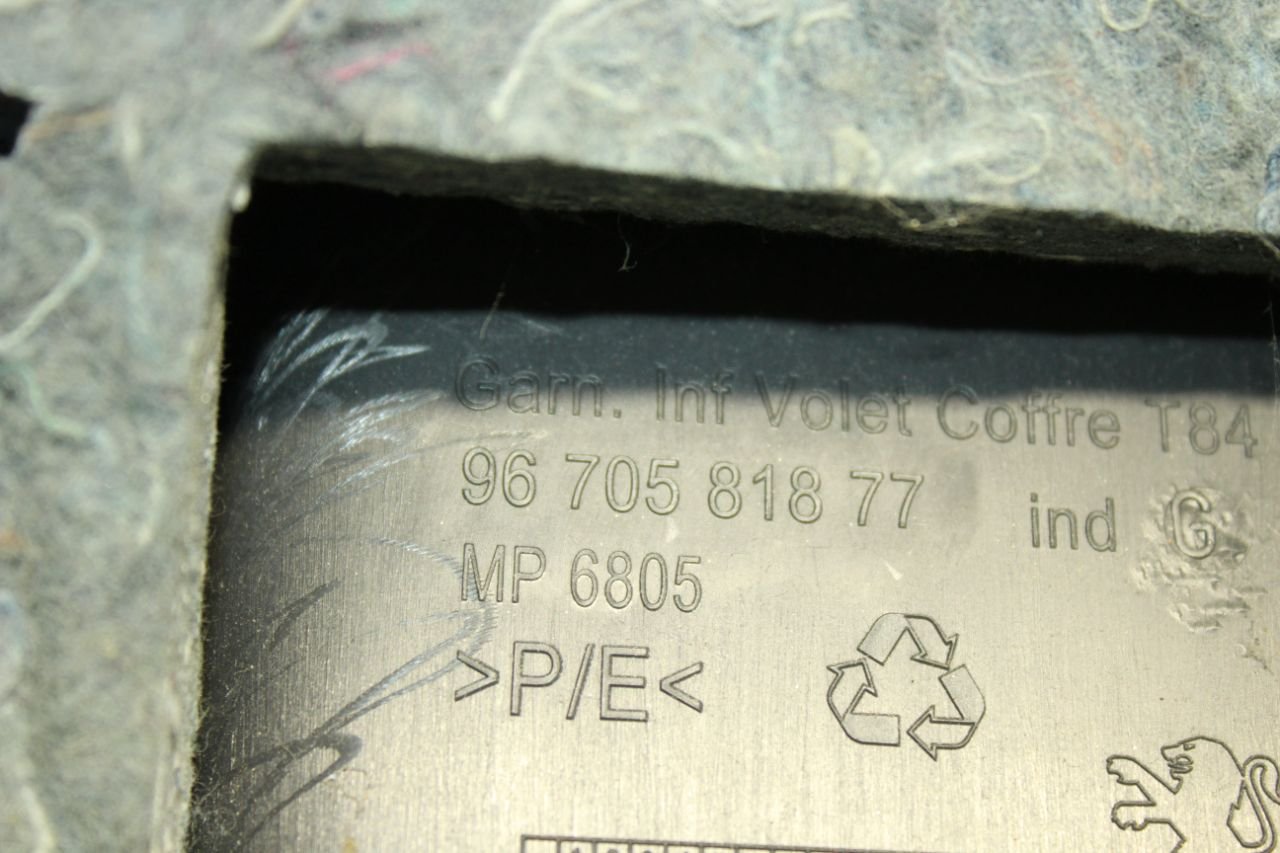 Garn. Inf Volet Coffre T84
96 705 818 77 ind G
MP 6805
>P/E<